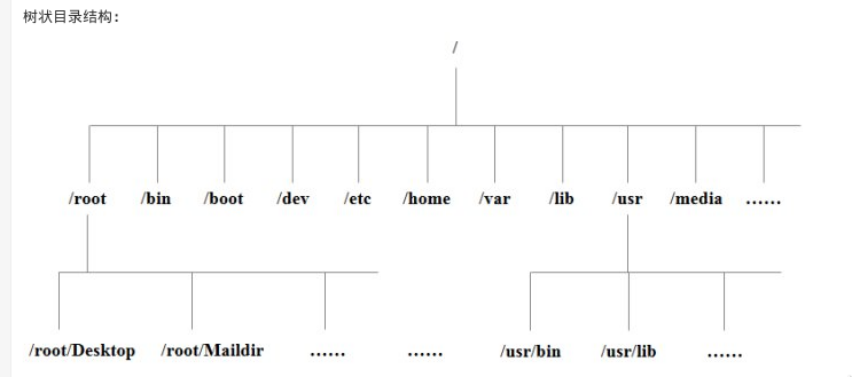 树状目录结构：
/
/root /bin /boot /dev /etc /home /var /lib /usr /media ……
/root/Desktop /root/Maildir …… …… /usr/bin /usr/lib ……